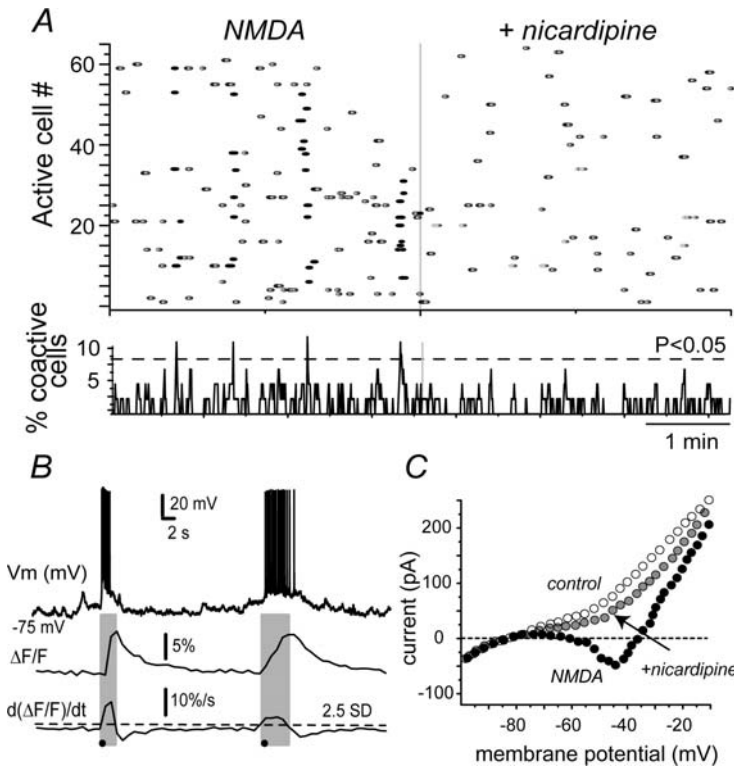 A
NMDA
+ nicardipine
Active cell #
60
40
20
% coactive
cells
10
5
P<0.05
1 min
B
20 mV
2 s
Vm (mV)
-75 mV
5%
ΔF/F
10%/s
d(ΔF/F)/dt
2.5 SD
C
current (pA)
200
100
0
-100
control
NMDA
+nicardipine
-80
-60
-40
-20
membrane potential (mV)